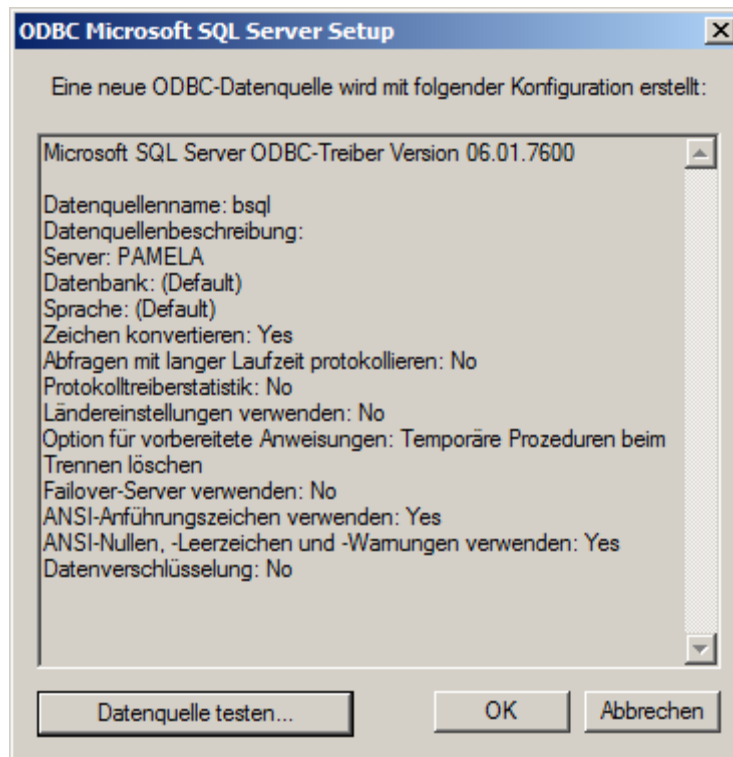 ODBC Microsoft SQL Server Setup
Eine neue ODBC-Datenquelle wird mit folgender Konfiguration erstellt:
Microsoft SQL Server ODBC-Treiber Version 06.01.7600
Datenquellenname: bsql
Datenquellenbeschreibung:
Server: PAMELA
Datenbank: (Default)
Sprache: (Default)
Zeichen konvertieren: Yes
Abfragen mit langer Laufzeit protokollieren: No
Protokolltreiberstatistik: No
Ländereinstellungen verwenden: No
Option für vorbereitete Anweisungen: Temporäre Prozeduren beim
Trennen löschen
Failover-Server verwenden: No
ANSI-Anführungszeichen verwenden: Yes
ANSI-Nullen, -Leerzeichen und -Warnungen verwenden: Yes
Datenverschlüsselung: No
Datenquelle testen...
OK
Abbrechen